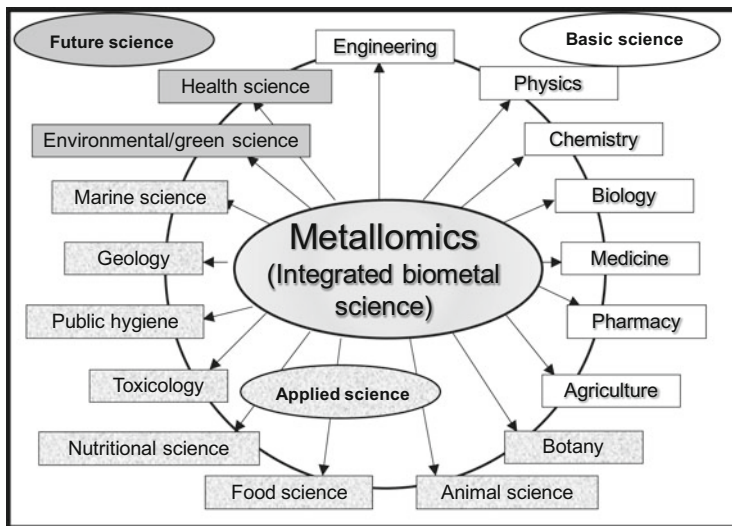 Future science
Engineering
Basic science
Health science
Physics
Environmental/green science
Chemistry
Marine science
Biology
Metallomics
(Integrated biometal
science)
Geology
Medicine
Public hygiene
Pharmacy
Toxicology
Applied science
Agriculture
Nutritional science
Botany
Food science
Animal science